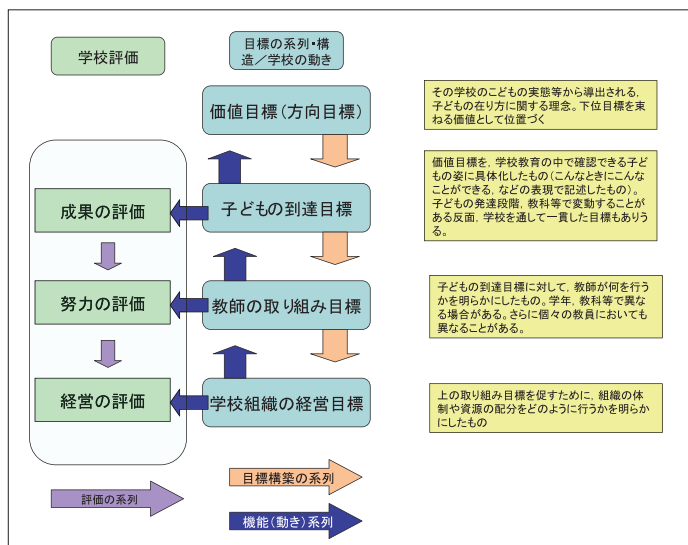 学校評価
目標の系列・構
造／学校の動き
価値目標（方向目標）
その学校のこどもの実態等から導出される，
子どもの在り方に関する理念。下位目標を束
ねる価値として位置づく
成果の評価
子どもの到達目標
価値目標を，学校教育の中で確認できる子ど
もの姿に具体化したもの（こんなときにこんな
ことができる，などの表現で記述したもの）。
子どもの発達段階，教科等で変動することが
ある反面，学校を通して一貫した目標もありう
る。
努力の評価
教師の取り組み目標
子どもの到達目標に対して，教師が何を行う
かを明らかにしたもの。学年，教科等で異な
る場合がある。さらに個々の教員においても
異なることがある。
経営の評価
学校組織の経営目標
上の取り組み目標を促すために，組織の体
制や資源の配分をどのように行うかを明らか
にしたもの
評価の系列
目標構築の系列
機能（動き）系列